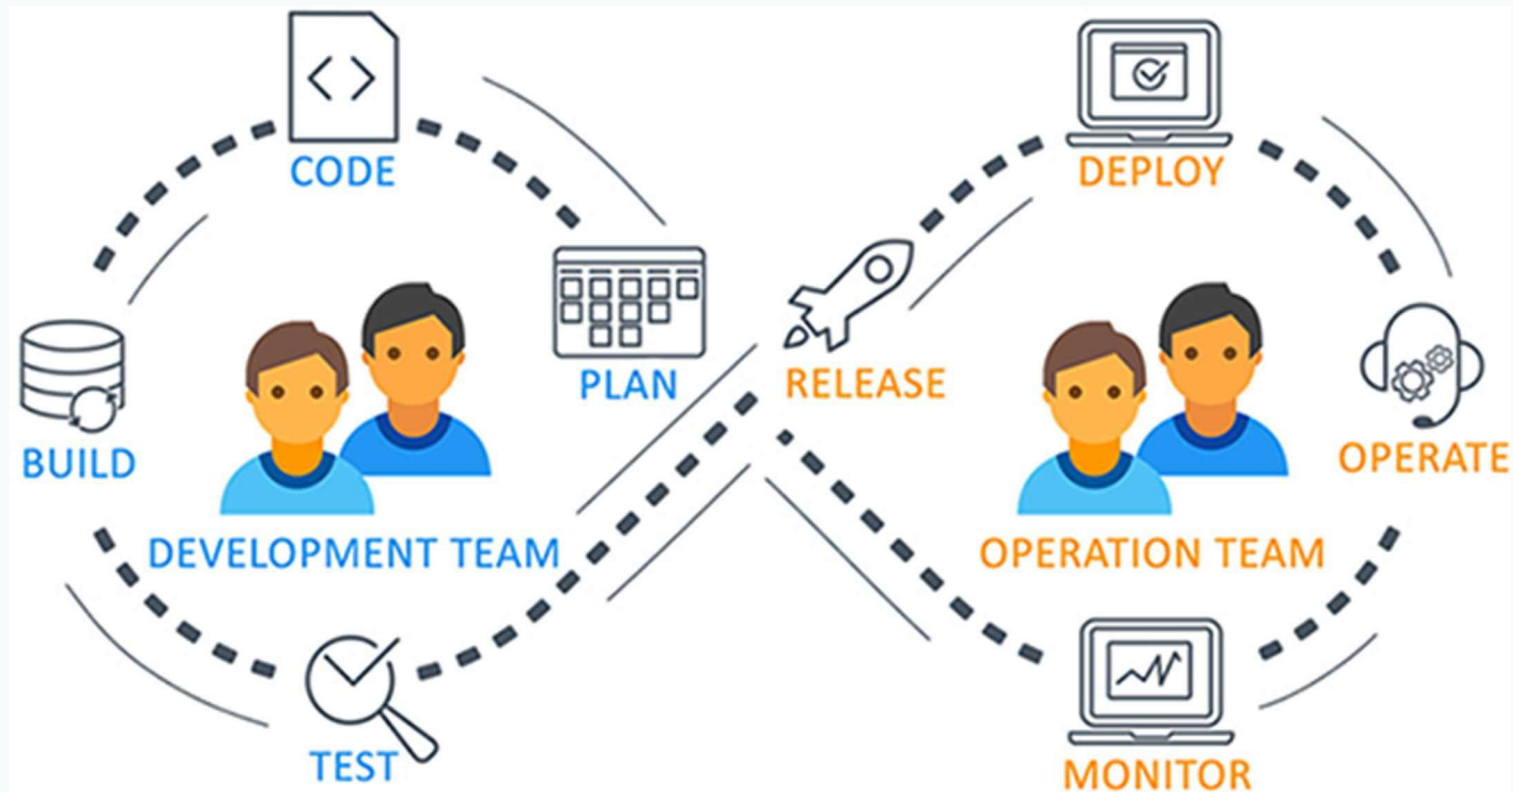 CODE
DEPLOY
PLAN
RELEASE
BUILD
OPERATE
DEVELOPMENT TEAM
OPERATION TEAM
TEST
MONITOR